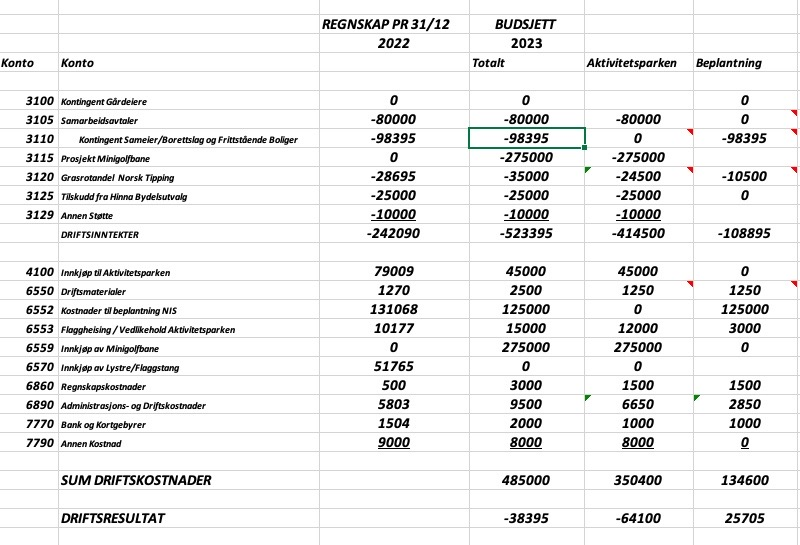 REGNSKAP PR 31/12 BUDSJETT
2022 2023
Konto Konto Totalt Aktivitetsparken Beplantning
3100 Kontingent Gårdeiere 0 0 0
3105 Samarbeidsavtaler -80000 -80000 -80000 0
3110 Kontingent Sameier/Borettslag og Frittstående Boliger -98395 -98395 0 -98395
3115 Prosjekt Minigolfbane 0 -275000 -275000
3120 Grasrotandel Norsk Tipping -28695 -35000 -24500 -10500
3125 Tilskudd fra Hinna Bydelsutvalg -25000 -25000 -25000 0
3129 Annen Støtte -10000 -10000 -10000
DRIFTSINNTEKTER -242090 -523395 -414500 -108895
4100 Innkjøp til Aktivitetsparken 79009 45000 45000 0
6550 Driftsmaterialer 1270 2500 1250 1250
6552 Kostnader til beplantning NIS 131068 125000 0 125000
6553 Flaggheising / Vedlikehold Aktivitetsparken 10177 15000 12000 3000
6559 Innkjøp av Minigolfbane 0 275000 275000 0
6570 Innkjøp av Lystre/Flaggstang 51765 0 0
6860 Regnskapskostnader 500 3000 1500 1500
6890 Administrasjons- og Driftskostnader 5803 9500 6650 2850
7770 Bank og Kortgebyrer 1504 2000 1000 1000
7790 Annen Kostnad 9000 8000 8000 0
SUM DRIFTSKOSTNADER 485000 350400 134600
DRIFTSRESULTAT -38395 -64100 25705